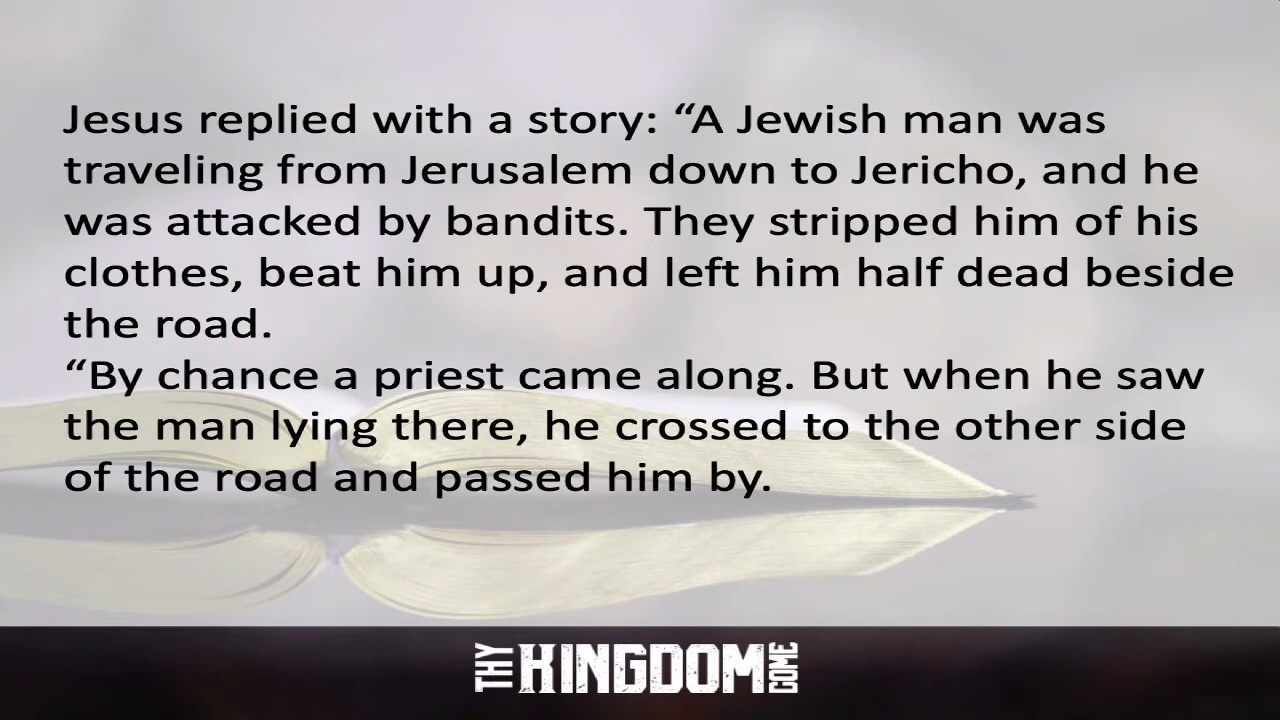 Jesus replied with a story: “A Jewish man was
traveling from Jerusalem down to Jericho, and he
was attacked by bandits. They stripped him of his
clothes, beat him up, and left him half dead beside
the road.
“By chance a priest came along. But when he saw
the man lying there, he crossed to the other side
of the road and passed him by.
THY KINGDOM COME